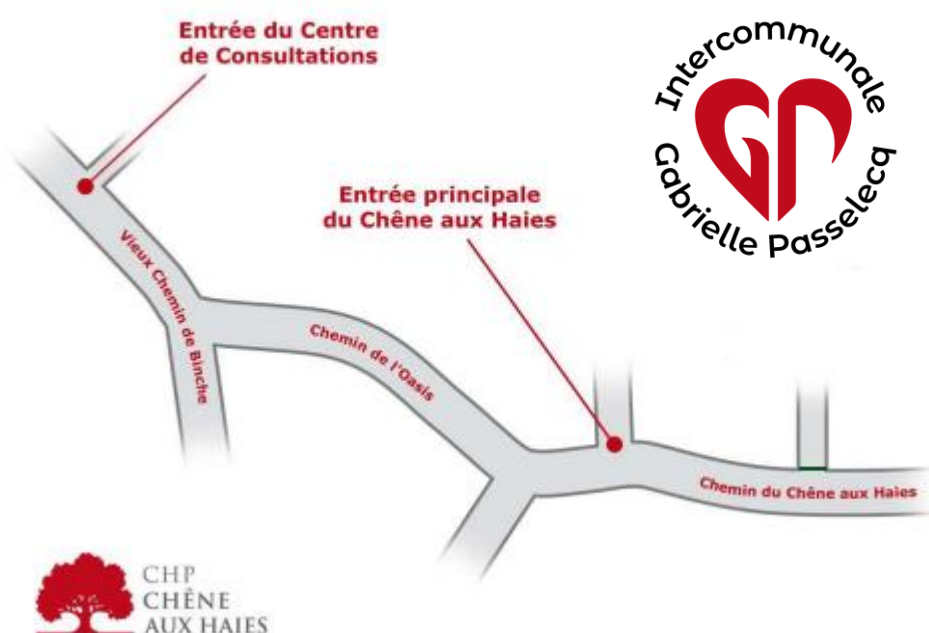 Entrée du Centre
de Consultations
Intercommunale
Gabrielle Passelecq
GP
Entrée principale
du Chêne aux Haies
Vieux Chemin de Binche
Chemin de l'Oasis
Chemin du Chêne aux Haies
CHP
CHÊNE
AUX HAIES